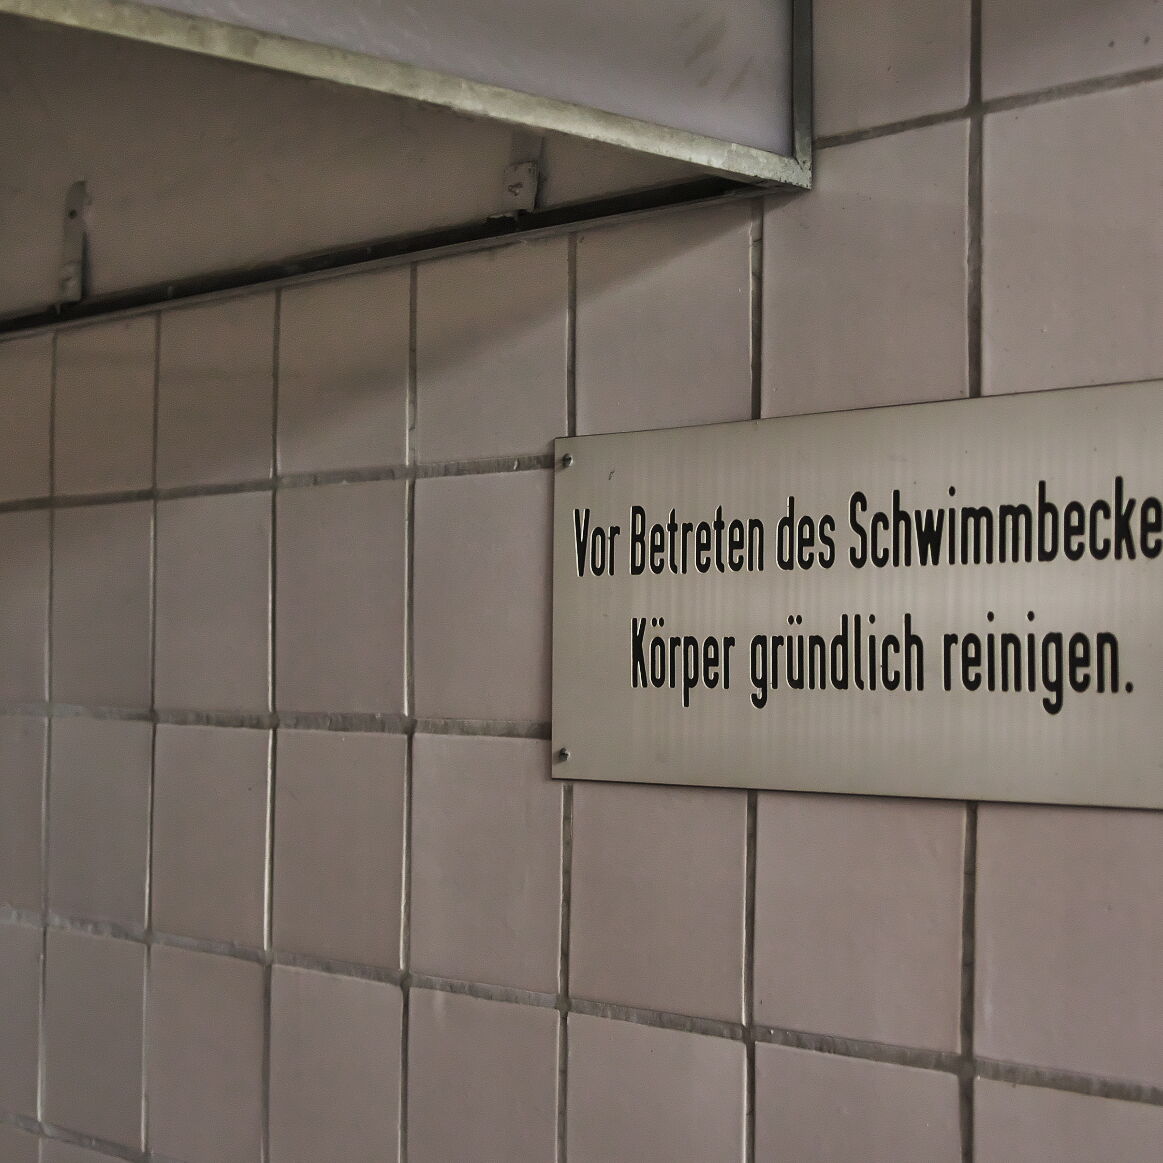 Vor Betreten des Schwimmbecke
Körper gründlich reinigen.